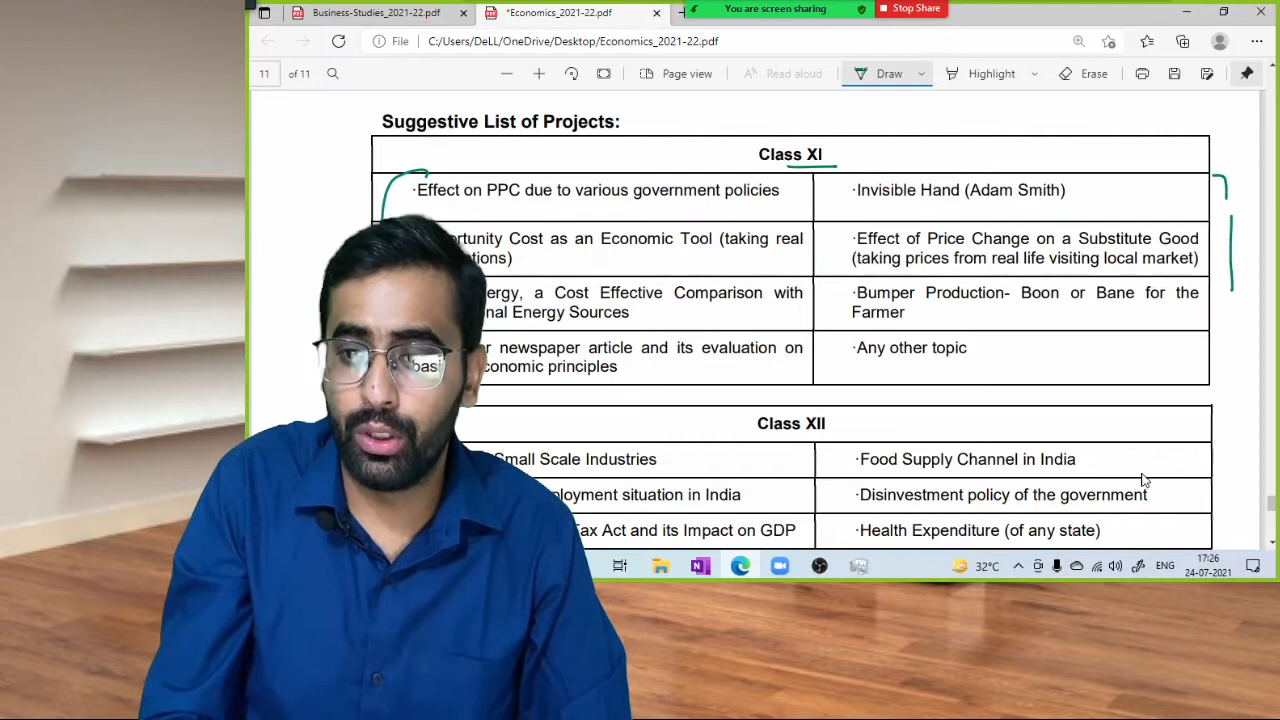 Business-Studies_2021-22.pdf
*Economics_2021-22.pdf
You are screen sharing
Stop Share
File
C:/Users/DeLL/OneDrive/Desktop/Economics_2021-22.pdf
11
of 11
Page view
Read aloud
Draw
Highlight
Erase
Suggestive List of Projects:
Class XI
·Effect on PPC due to various government policies
·Invisible Hand (Adam Smith)
Cost as an Economic Tool (taking real
·Effect of Price Change on a Substitute Good
(taking prices from real life visiting local market)
a Cost Effective Comparison with
Energy Sources
·Bumper Production- Boon or Bane for the
Farmer
newspaper article and its evaluation on
principles
·Any other topic
Class XII
Small Scale Industries
·Food Supply Channel in India
situation in India
·Disinvestment policy of the government
Tax Act and its Impact on GDP
·Health Expenditure (of any state)
32°C
ENG
17:26
24-07-2021